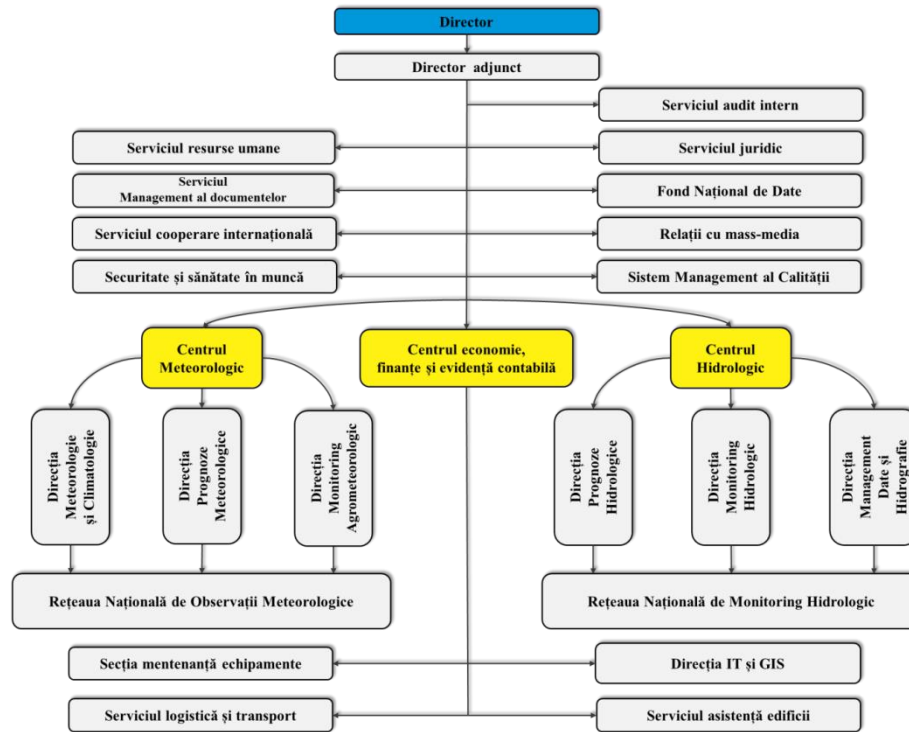 Director
Director adjunct
Serviciul audit intern
Serviciul resurse umane
Serviciul juridic
Serviciul
Management al documentelor
Fond Național de Date
Serviciul cooperare internațională
Relații cu mass-media
Securitate și sănătate în muncă
Sistem Management al Calității
Centrul
Meteorologic
Centrul economie,
finanțe și evidență contabilă
Centrul
Hidrologic
Direcția
Meteorologie
și Climatologie
Direcția
Prognoze
Meteorologice
Direcția
Monitoring
Agrometeorologic
Direcția
Prognoze
Hidrologice
Direcția
Monitoring
Hidrologic
Direcția
Management
Date și
Hidrografie
Rețeaua Națională de Observații Meteorologice
Rețeaua Națională de Monitoring Hidrologic
Secția mentenanță echipamente
Direcția IT și GIS
Serviciul logistică și transport
Serviciul asistență edificii